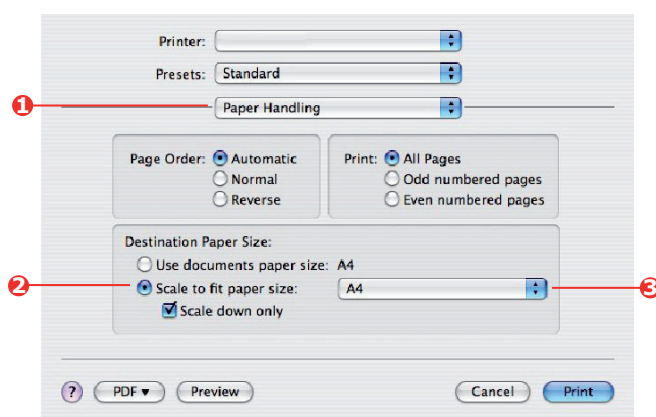 Printer:
Presets: Standard
1 Paper Handling
Page Order: Automatic Print: All Pages
Normal Odd numbered pages
Reverse Even numbered pages
Destination Paper Size:
Use documents paper size: A4
2 Scale to fit paper size: A4 3
Scale down only
? PDF ▼ Preview Cancel Print